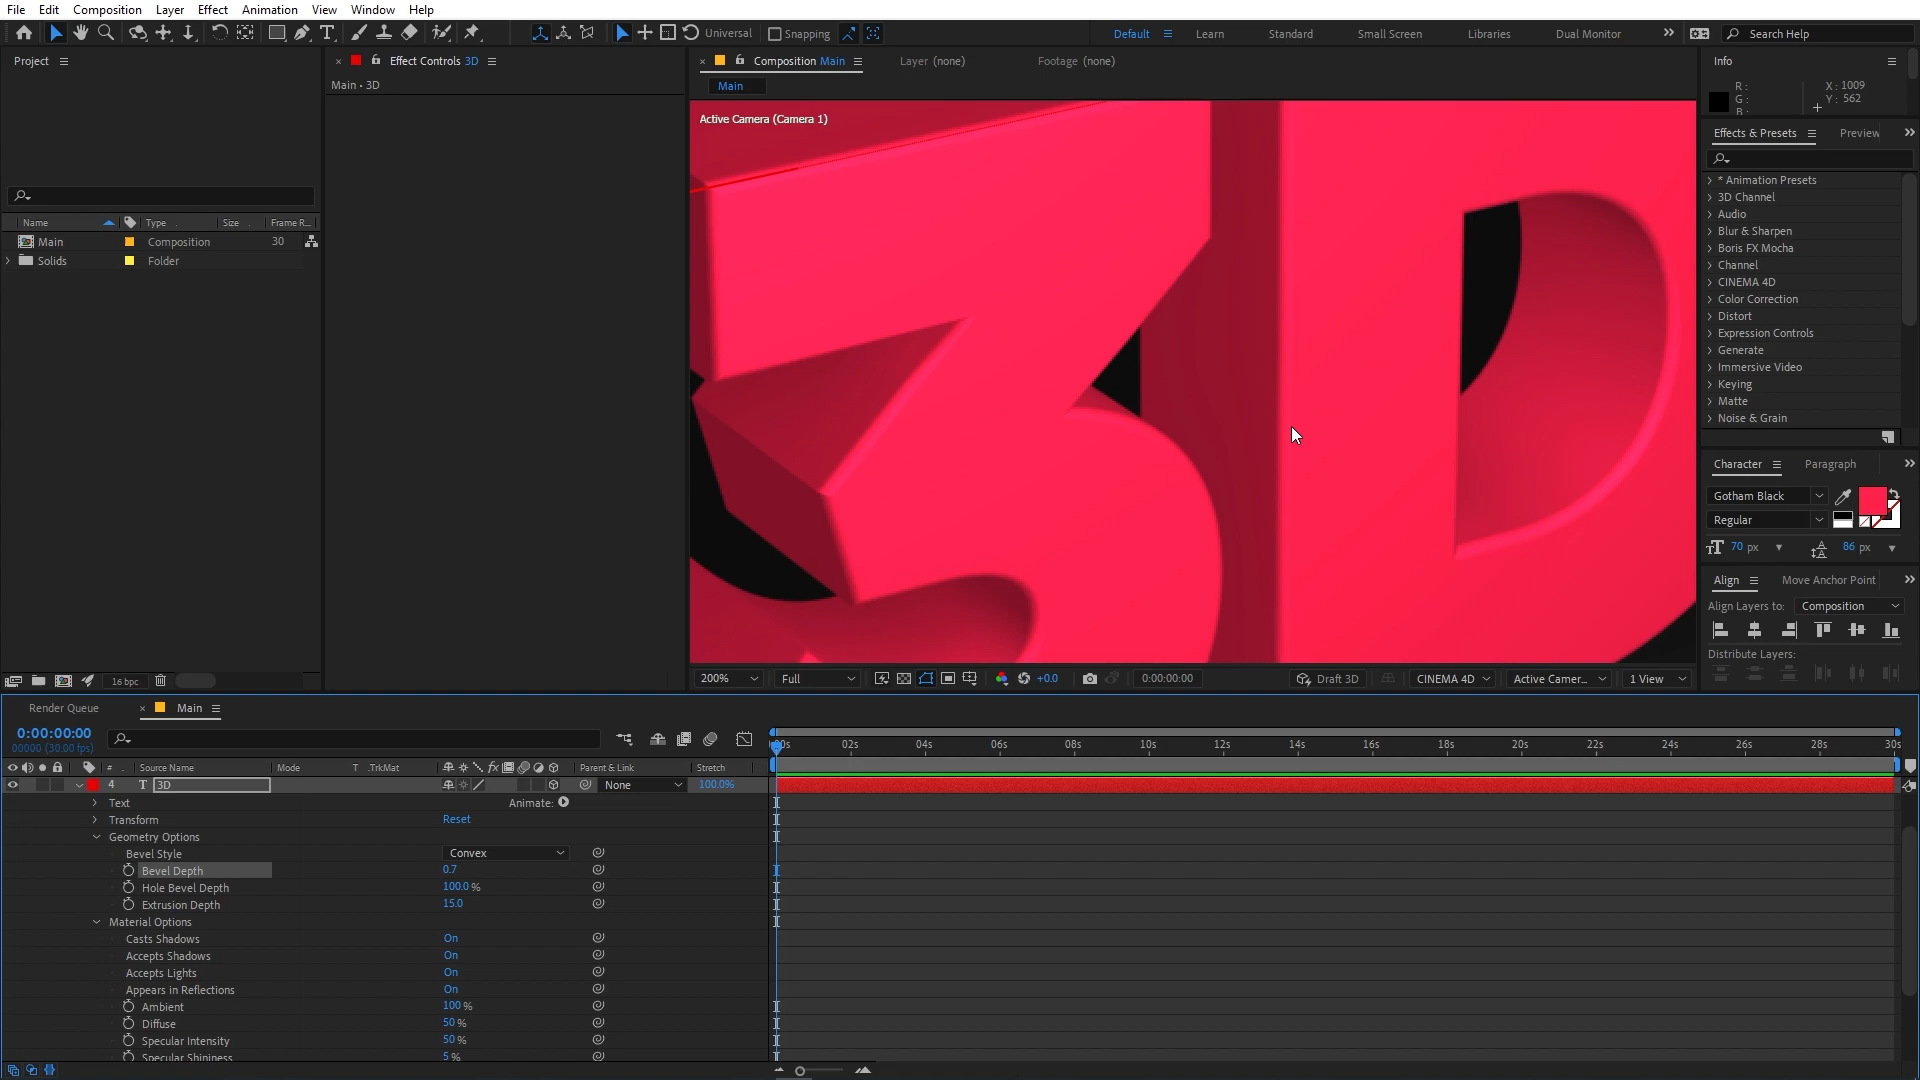 File Edit Composition Layer Effect Animation View Window Help
Universal Snapping Default Learn Standard Small Screen Libraries Dual Monitor Search Help
Project Effect Controls 3D Composition Main Layer (none) Footage (none) Info
Main • 3D Main
X : 1009
Y : 562
R :
G :
B :
Active Camera (Camera 1)
Effects & Presets Preview
* Animation Presets
3D Channel
Audio
Blur & Sharpen
Boris FX Mocha
Channel
CINEMA 4D
Color Correction
Distort
Expression Controls
Generate
Immersive Video
Keying
Matte
Noise & Grain
Name Type Size Frame R...
Main Composition 30
Solids Folder
3D
Character Paragraph
Gotham Black
Regular
70 px 86 px
Align Move Anchor Point
Align Layers to: Composition
Distribute Layers:
16 bpc
200% Full +0.0 0:00:00:00 Draft 3D CINEMA 4D Active Camer... 1 View
Render Queue Main
0:00:00:00
00000 (30.00 fps)
:00s 02s 04s 06s 08s 10s 12s 14s 16s 18s 20s 22s 24s 26s 28s 30s
# Source Name Mode T .TrkMat fx Parent & Link Stretch
4 T 3D None 100.0%
Text Animate:
Transform Reset
Geometry Options
Bevel Style Convex
Bevel Depth 0.7
Hole Bevel Depth 100.0 %
Extrusion Depth 15.0
Material Options
Casts Shadows On
Accepts Shadows On
Accepts Lights On
Appears in Reflections On
Ambient 100 %
Diffuse 50 %
Specular Intensity 50 %
Specular Shininess 5 %